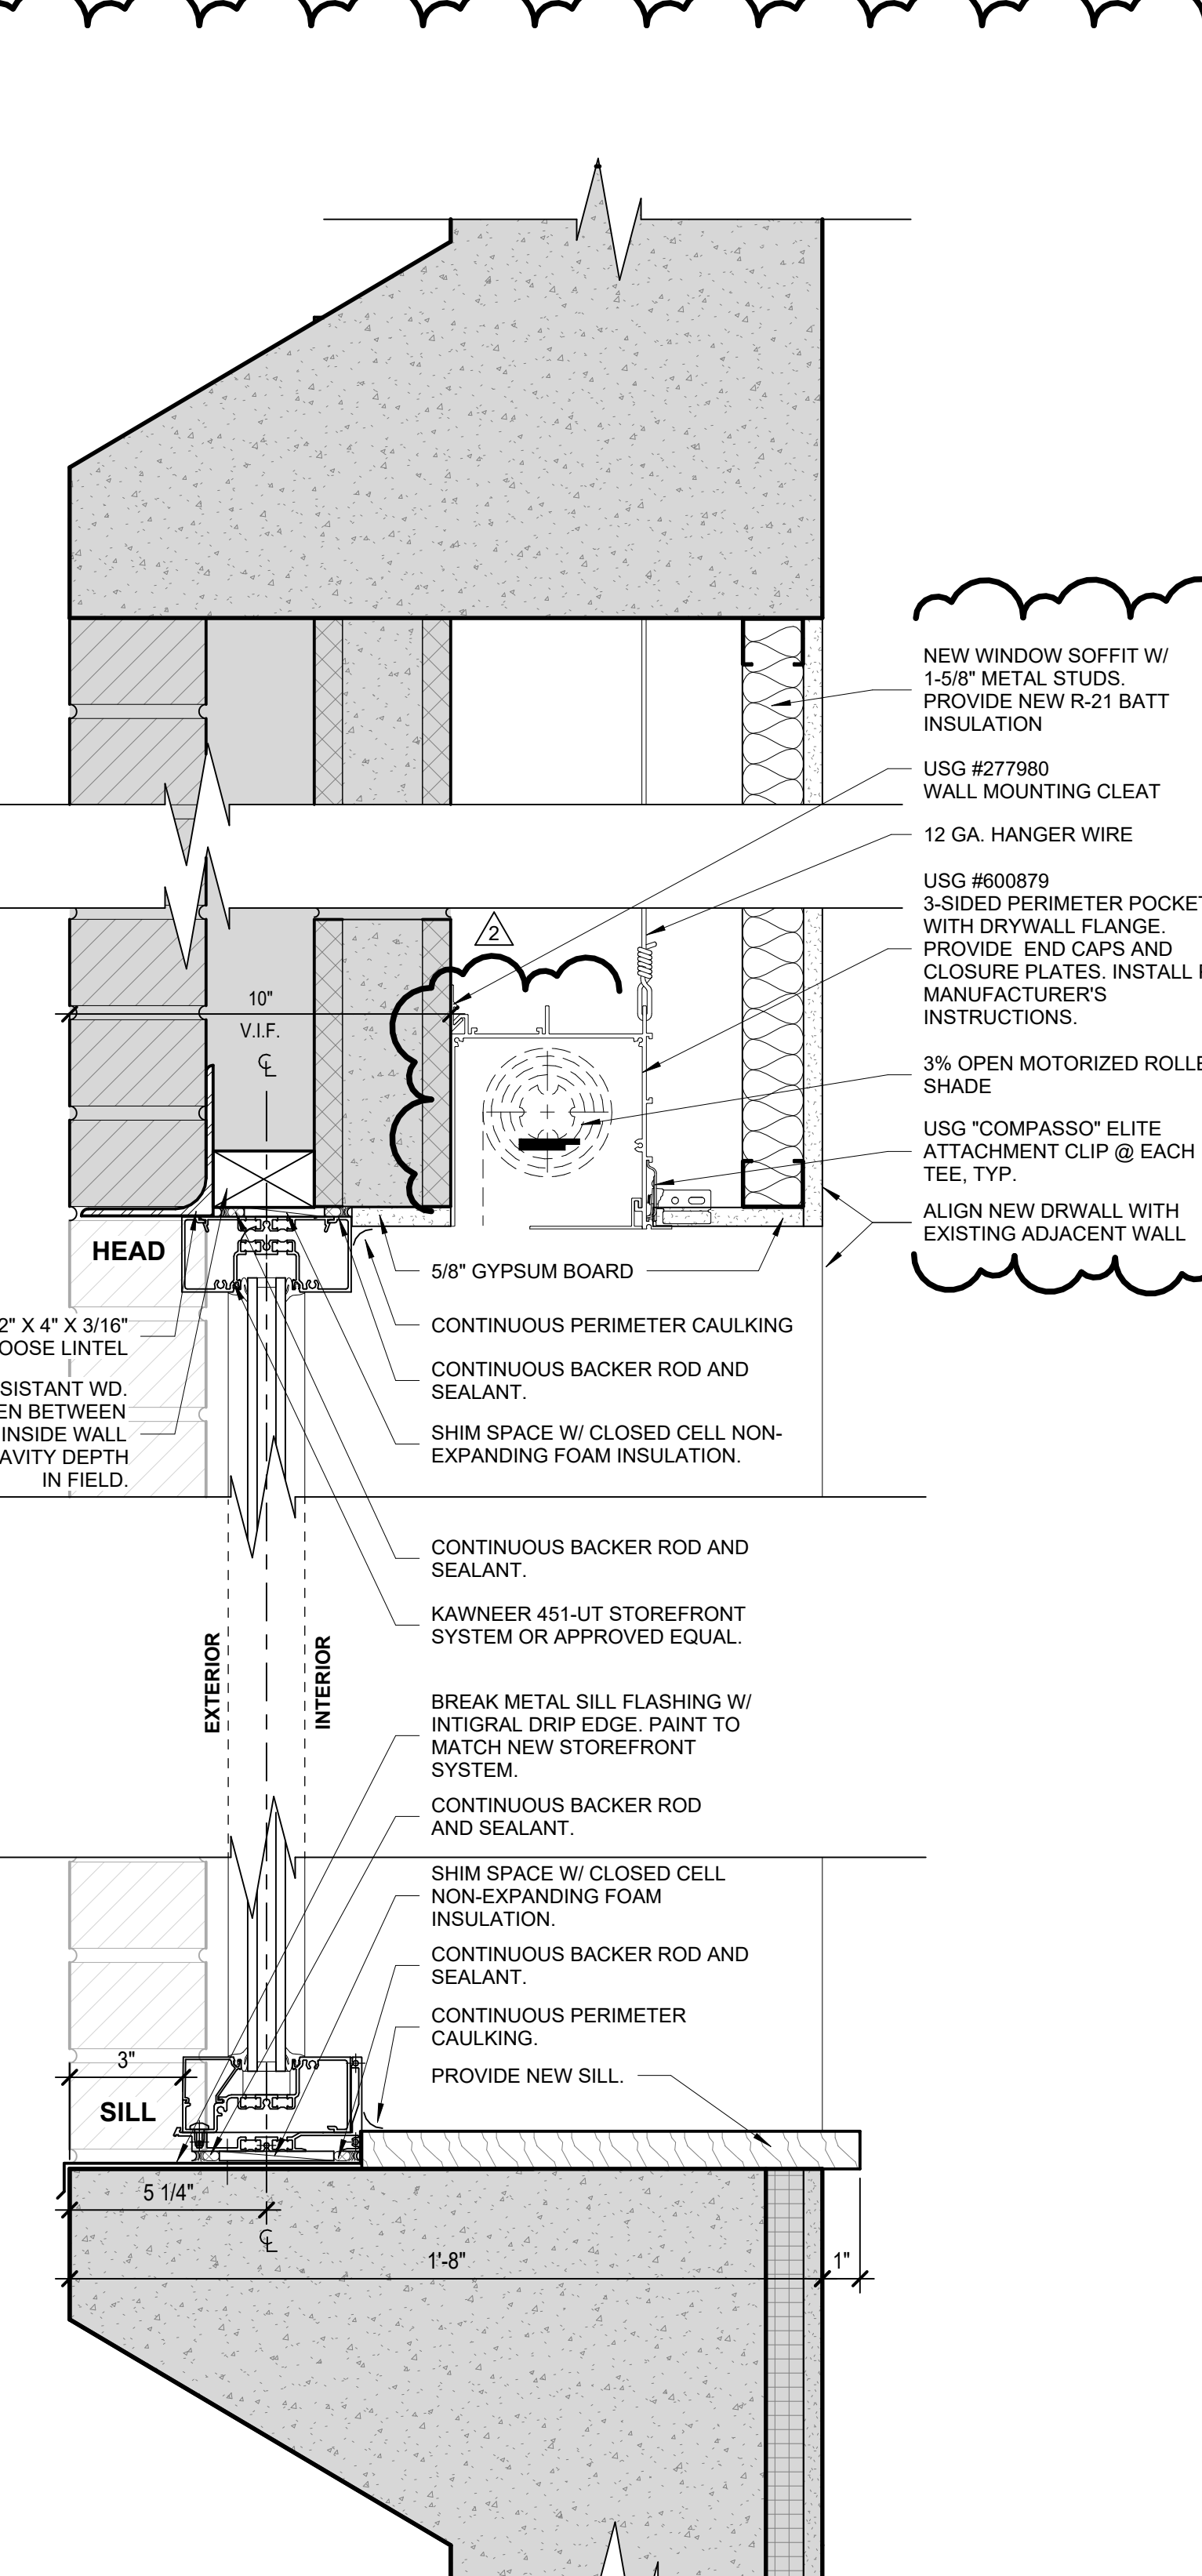 NEW WINDOW SOFFIT W/
1-5/8" METAL STUDS.
PROVIDE NEW R-21 BATT
INSULATION
USG #277980
WALL MOUNTING CLEAT
12 GA. HANGER WIRE
USG #600879
3-SIDED PERIMETER POCKET
WITH DRYWALL FLANGE.
PROVIDE END CAPS AND
CLOSURE PLATES. INSTALL
MANUFACTURER'S
INSTRUCTIONS.
3% OPEN MOTORIZED
SHADE
USG "COMPASSO" ELITE
ATTACHMENT CLIP @ EACH
TEE, TYP.
ALIGN NEW DRWALL WITH
EXISTING ADJACENT WALL
2
10"
V.I.F.
CL
HEAD
5/8" GYPSUM BOARD
2" X 4" X 3/16"
OOSE LINTEL
SISTANT WD.
EN BETWEEN
INSIDE WALL
AVITY DEPTH
IN FIELD.
CONTINUOUS PERIMETER CAULKING
CONTINUOUS BACKER ROD AND
SEALANT.
SHIM SPACE W/ CLOSED CELL NON-
EXPANDING FOAM INSULATION.
CONTINUOUS BACKER ROD AND
SEALANT.
KAWNEER 451-UT STOREFRONT
SYSTEM OR APPROVED EQUAL.
EXTERIOR
INTERIOR
BREAK METAL SILL FLASHING W/
INTIGRAL DRIP EDGE. PAINT TO
MATCH NEW STOREFRONT
SYSTEM.
CONTINUOUS BACKER ROD
AND SEALANT.
SHIM SPACE W/ CLOSED CELL
NON-EXPANDING FOAM
INSULATION.
CONTINUOUS BACKER ROD AND
SEALANT.
CONTINUOUS PERIMETER
CAULKING.
PROVIDE NEW SILL.
3"
SILL
5 1/4"
CL
1'-8"
1"